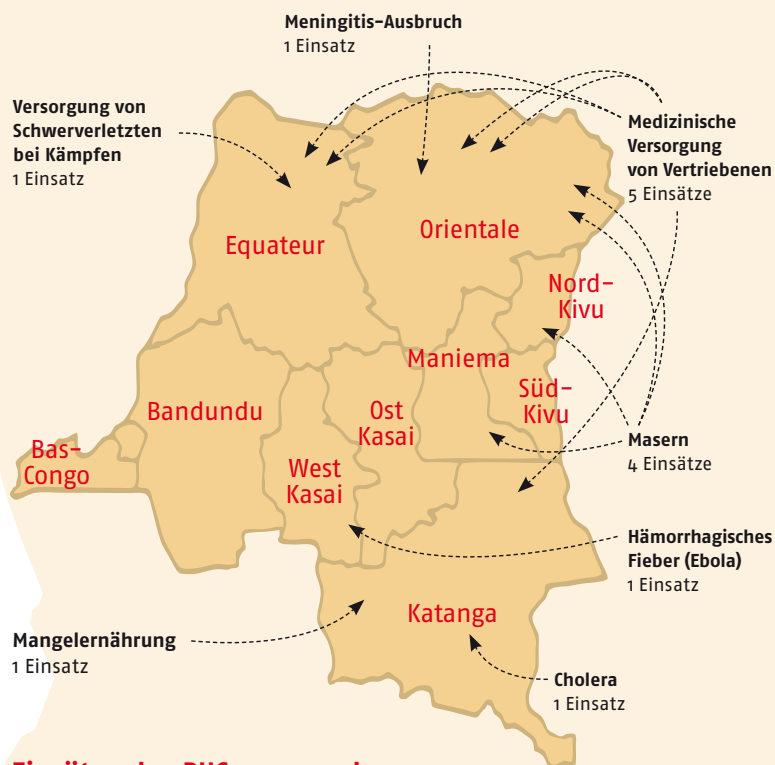 Meningitis-Ausbruch
1 Einsatz
Versorgung von
Schwerverletzten
bei Kämpfen
1 Einsatz
Medizinische
Versorgung
von Vertriebenen
5 Einsätze
Equateur
Orientale
Nord-
Kivu
Maniema
Süd-
Kivu
Bandundu
Ost
Kasai
Bas-
Congo
West
Kasai
Masern
4 Einsätze
Hämorrhagisches
Fieber (Ebola)
1 Einsatz
Katanga
Mangelernährung
1 Einsatz
Cholera
1 Einsatz